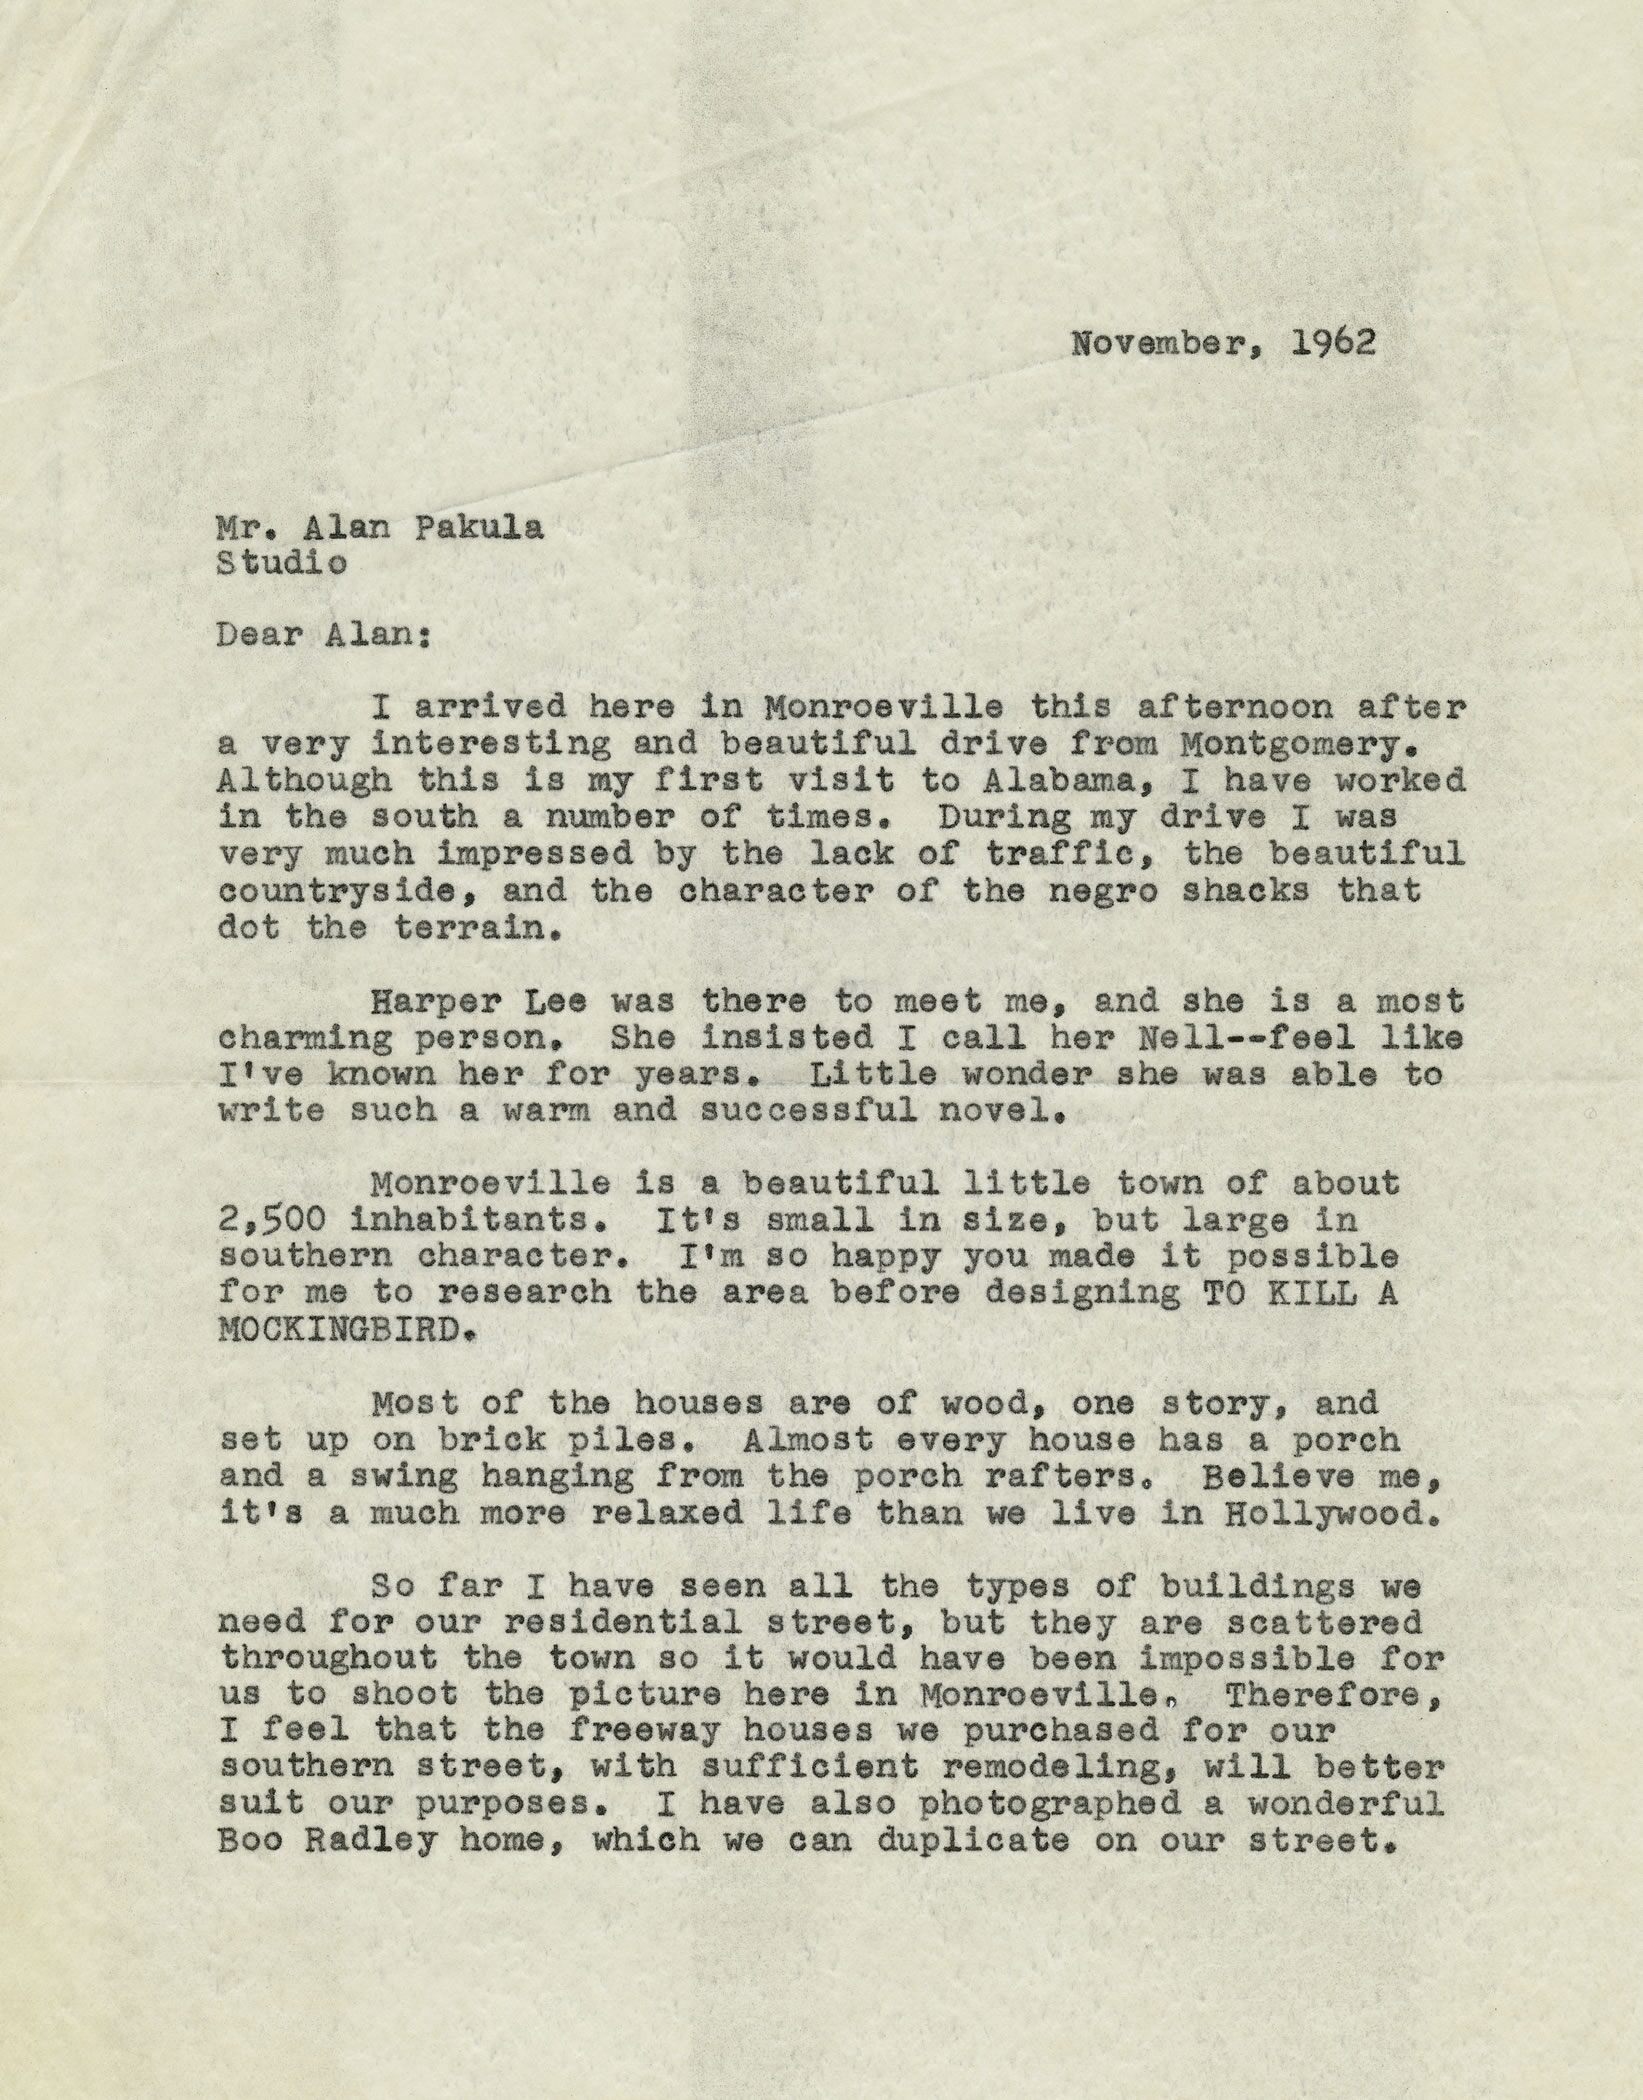 November, 1962
Mr. Alan Pakula
Studio
Dear Alan:
I arrived here in Monroeville this afternoon after
a very interesting and beautiful drive from Montgomery.
Although this is my first visit to Alabama, I have worked
in the south a number of times.  During my drive I was
very much impressed by the lack of traffic, the beautiful
countryside, and the character of the negro shacks that
dot the terrain.
Harper Lee was there to meet me, and she is a most
charming person.  She insisted I call her Nell--feel like
I've known her for years.  Little wonder she was able to
write such a warm and successful novel.
Monroeville is a beautiful little town of about
2,500 inhabitants.  It's small in size, but large in
southern character.  I'm so happy you made it possible
for me to research the area before designing TO KILL A
MOCKINGBIRD.
Most of the houses are of wood, one story, and
set up on brick piles.  Almost every house has a porch
and a swing hanging from the porch rafters.  Believe me,
it's a much more relaxed life than we live in Hollywood.
So far I have seen all the types of buildings we
need for our residential street, but they are scattered
throughout the town so it would have been impossible for
us to shoot the picture here in Monroeville.  Therefore,
I feel that the freeway houses we purchased for our
southern street, with sufficient remodeling, will better
suit our purposes.  I have also photographed a wonderful
Boo Radley home, which we can duplicate on our street.